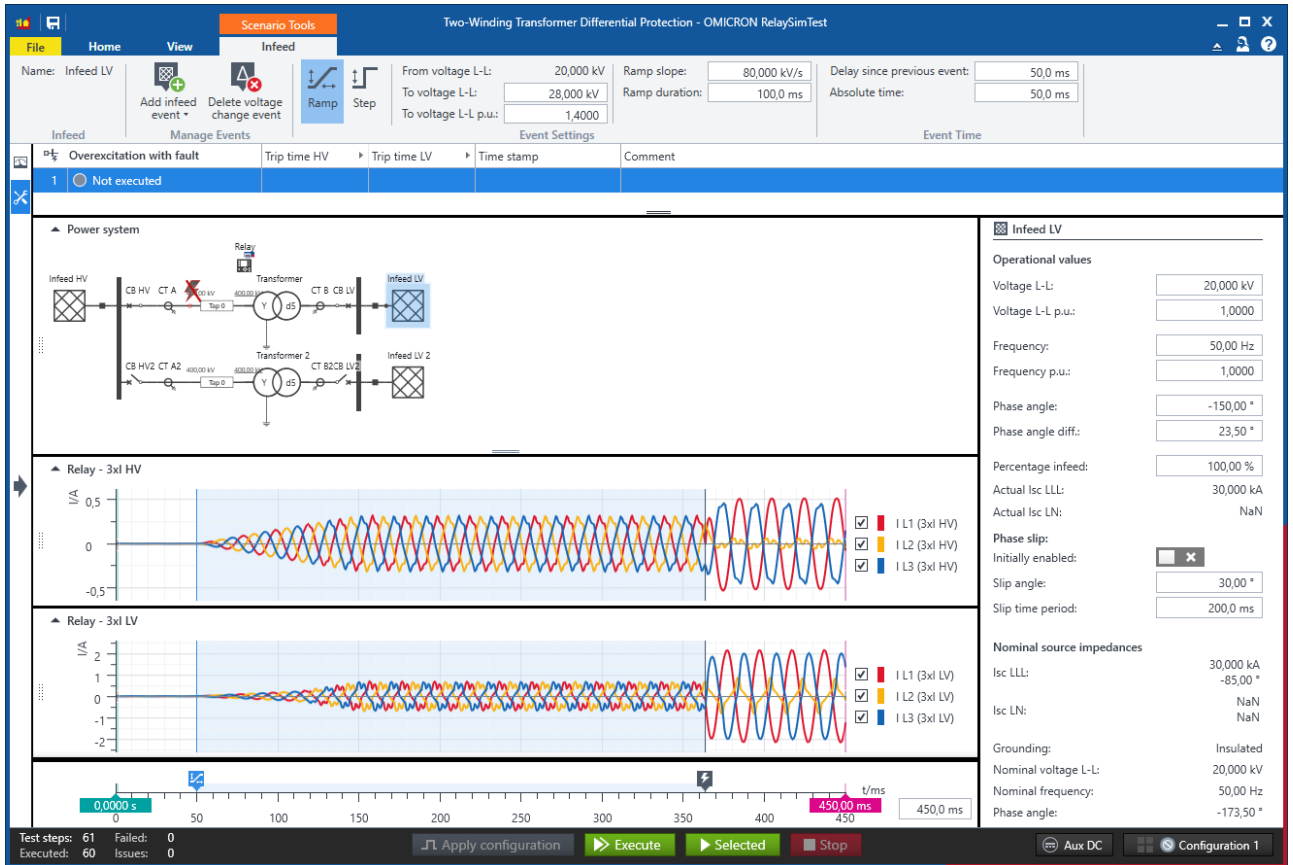 Scenario Tools
Two-Winding Transformer Differential Protection - OMICRON RelaySimTest
File Home View Infeed
Name: Infeed LV
Add infeed event
Delete voltage change event
Ramp
Step
From voltage L-L: 20,000 kV
To voltage L-L: 28,000 kV
To voltage L-L p.u.: 1,4000
Ramp slope: 80,000 kV/s
Ramp duration: 100,0 ms
Delay since previous event: 50,0 ms
Absolute time: 50,0 ms
Infeed Manage Events Event Settings Event Time
Overexcitation with fault Trip time HV Trip time LV Time stamp Comment
1 Not executed
Power system
Relay
Infeed HV
CB HV CT A
Transformer
CT B CB LV
Infeed LV
400,00 kV
Tap 0
Y d5
Transformer 2
Infeed LV 2
CB HV2 CT A2 400,00 kV 400,00 kV
CT B2CB LV2
Tap 0
Y d5
Relay - 3xI HV
I/A
0,5
0
-0,5
I L1 (3xI HV)
I L2 (3xI HV)
I L3 (3xI HV)
Relay - 3xI LV
I/A
2
1
0
-1
-2
I L1 (3xI LV)
I L2 (3xI LV)
I L3 (3xI LV)
t/ms
0,0000 s
450,00 ms
450,0 ms
0 50 100 150 200 250 300 350 400 450
Infeed LV
Operational values
Voltage L-L: 20,000 kV
Voltage L-L p.u.: 1,0000
Frequency: 50,00 Hz
Frequency p.u.: 1,0000
Phase angle: -150,00 °
Phase angle diff.: 23,50 °
Percentage infeed: 100,00 %
Actual Isc LLL: 30,000 kA
Actual Isc LN: NaN
Phase slip:
Initially enabled:
Slip angle: 30,00 °
Slip time period: 200,0 ms
Nominal source impedances
Isc LLL: 30,000 kA
-85,00 °
Isc LN: NaN
NaN
Grounding: Insulated
Nominal voltage L-L: 20,000 kV
Nominal frequency: 50,00 Hz
Phase angle: -173,50 °
Test steps: 61 Failed: 0
Executed: 60 Issues: 0
Apply configuration
Execute
Selected
Stop
Aux DC
Configuration 1